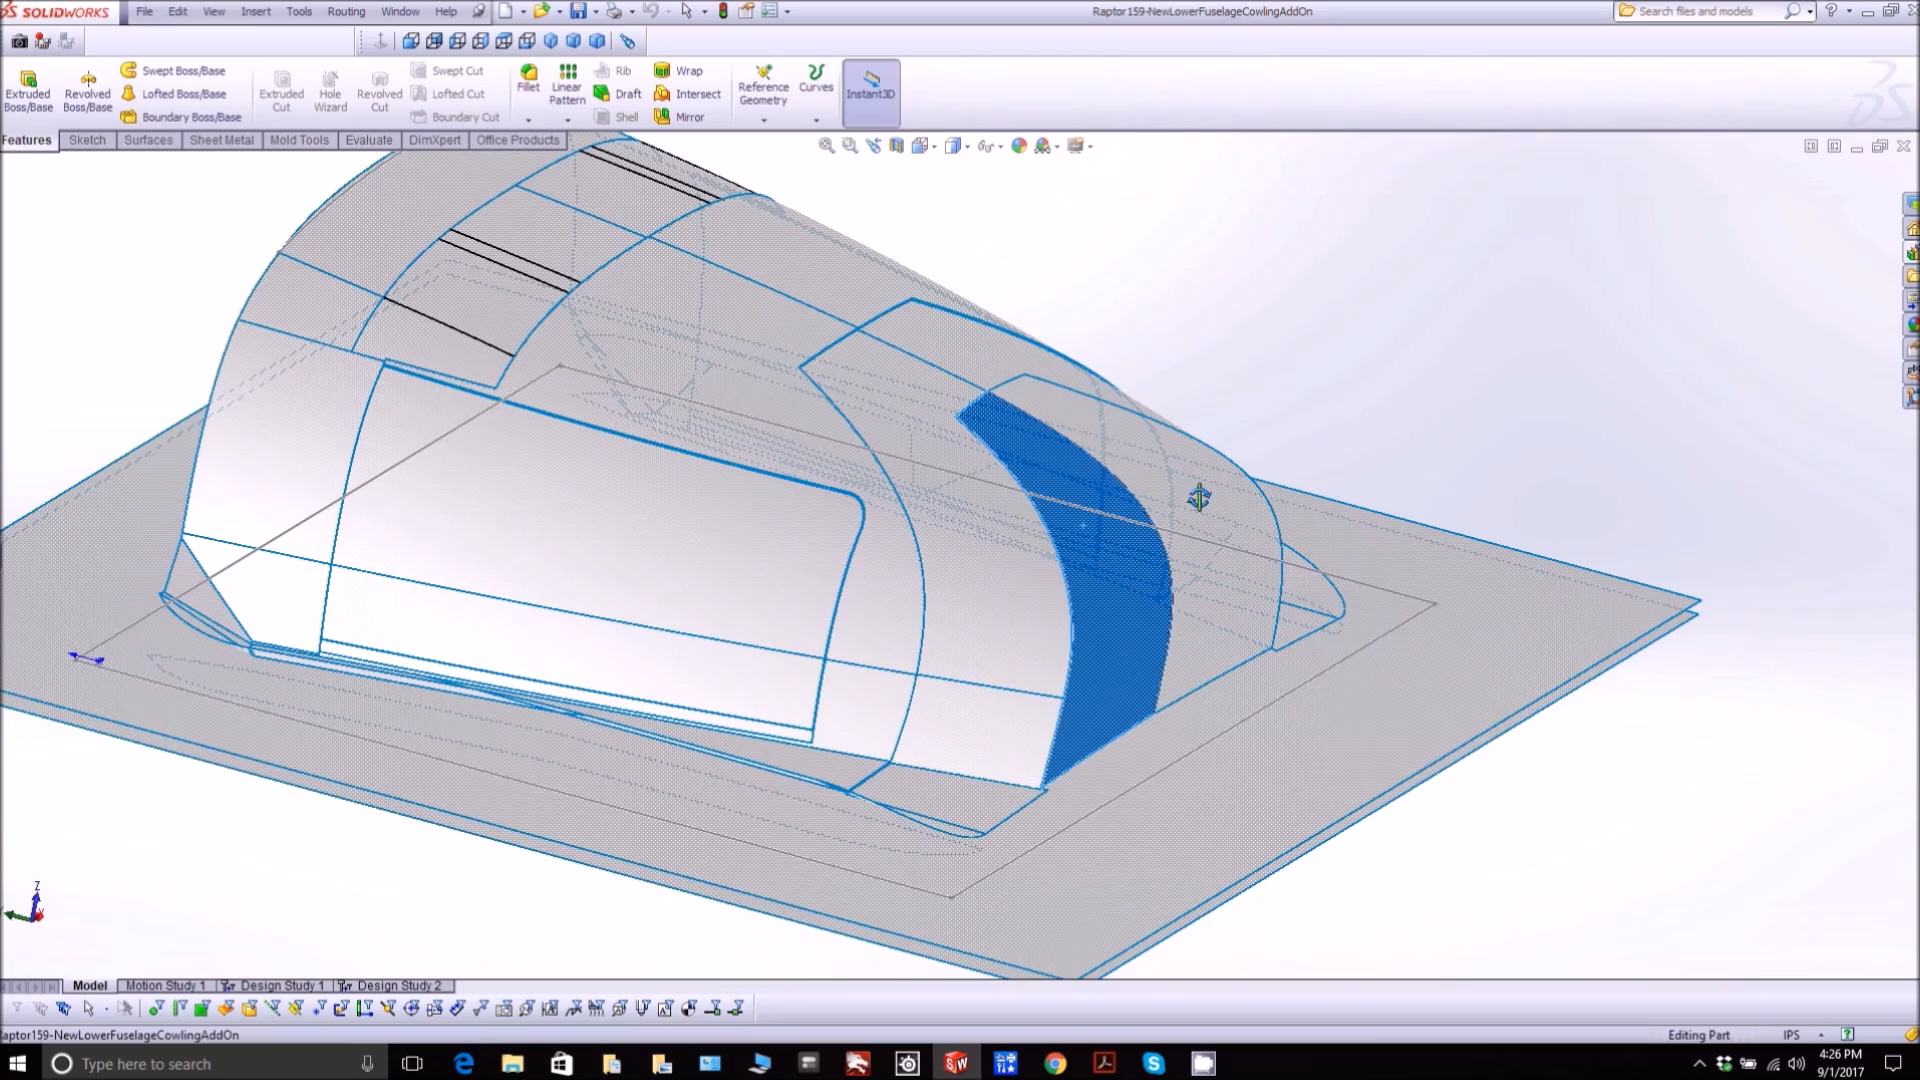 SOLIDWORKS File Edit View Insert Tools Routing Window Help Raptor159-NewLowerFuselageCowlingAddOn Search files and models
Extruded Boss/Base
Revolved Boss/Base
Swept Boss/Base
Lofted Boss/Base
Boundary Boss/Base
Extruded Cut
Hole Wizard
Revolved Cut
Swept Cut
Lofted Cut
Boundary Cut
Fillet
Linear Pattern
Rib
Draft
Shell
Wrap
Intersect
Mirror
Reference Geometry
Curves
Instant3D
Features Sketch Surfaces Sheet Metal Mold Tools Evaluate DimXpert Office Products
Z
Model Motion Study 1 Design Study 1 Design Study 2
aptor159-NewLowerFuselageCowlingAddOn Editing Part IPS
Type here to search
SW
4:26 PM
9/1/2017